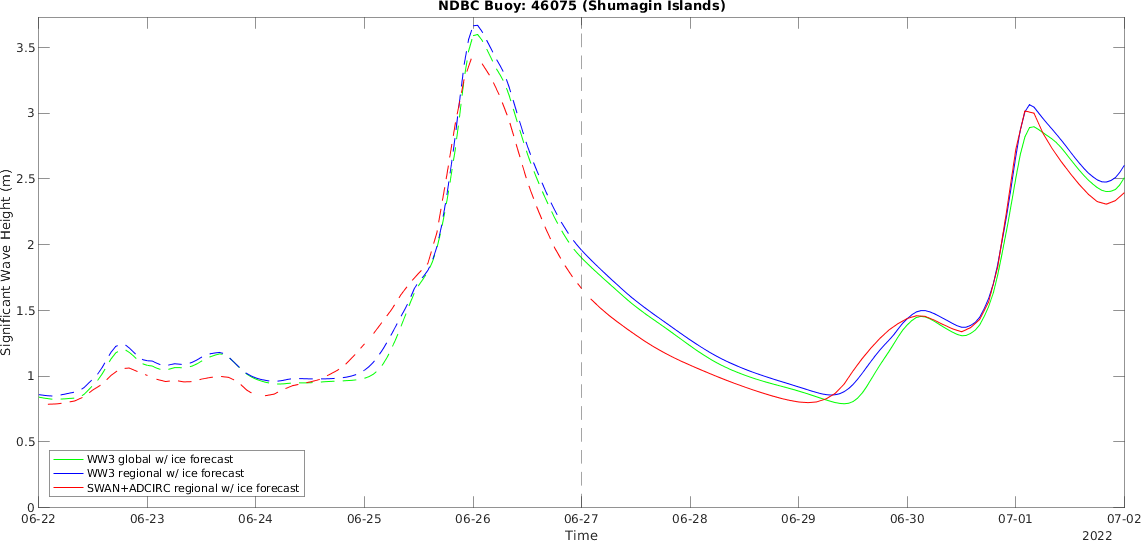 NDBC Buoy: 46075 (Shumagin Islands)
Significant Wave Height (m)
3.5
3
2.5
2
1.5
1
0.5
0
WW3 global w/ ice forecast
WW3 regional w/ ice forecast
SWAN+ADCIRC regional w/ ice forecast
06-22 06-23 06-24 06-25 06-26 06-27 06-28 06-29 06-30 07-01 07-02
Time
2022